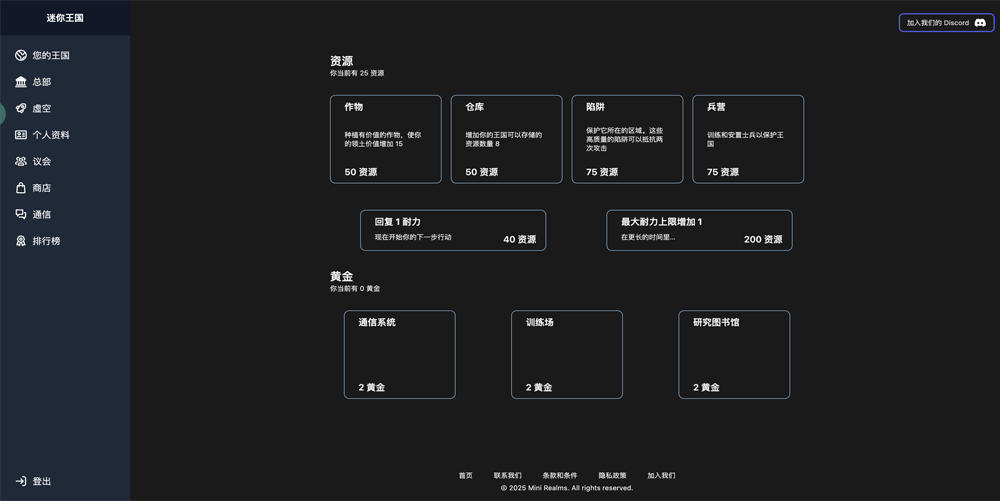 迷你王国
加入我们的 Discord
您的王国
总部
虚空
个人资料
议会
商店
通信
排行榜
登出
资源
你当前有 25 资源
作物
种植有价值的作物，使你
的领土价值增加 15
50 资源
仓库
增加你的王国可以存储的
资源数量 8
50 资源
陷阱
保护它所在的区域。这些
高质量的陷阱可以抵抗两
次攻击
75 资源
兵营
训练和安置士兵以保护王
国
75 资源
回复 1 耐力
现在开始你的下一步行动
40 资源
最大耐力上限增加 1
在更长的时间里...
200 资源
黄金
你当前有 0 黄金
通信系统
2 黄金
训练场
2 黄金
研究图书馆
2 黄金
首页 联系我们 条款和条件 隐私政策 加入我们
© 2025 Mini Realms. All rights reserved.